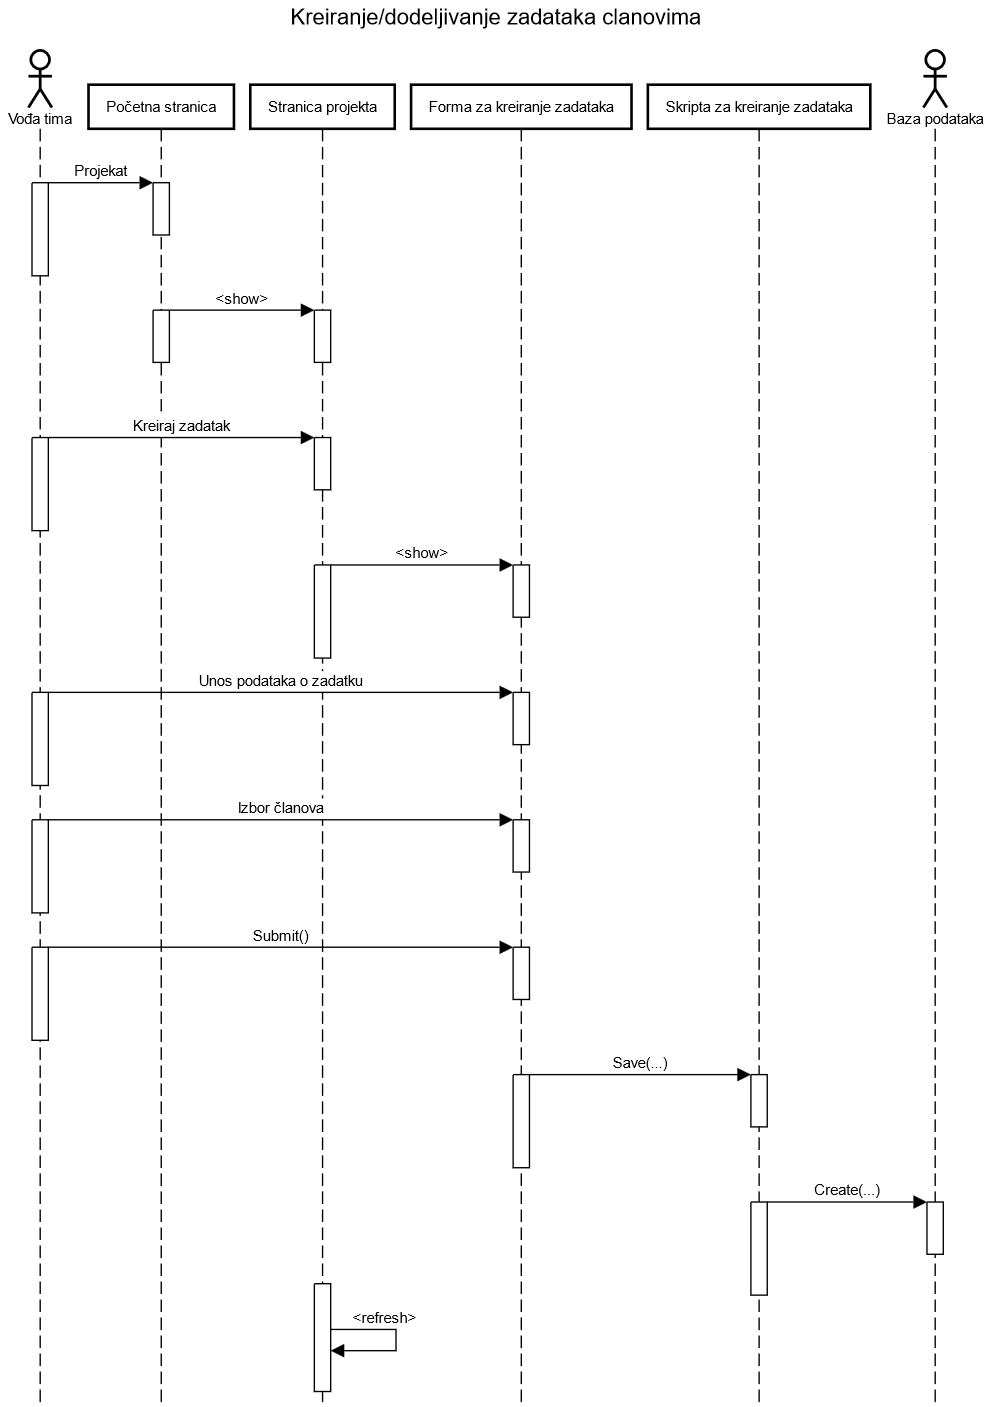 Kreiranje/dodeljivanje zadataka clanovima
Vođa tima
Početna stranica
Stranica projekta
Forma za kreiranje zadataka
Skripta za kreiranje zadataka
Baza podataka
Projekat
<show>
Kreiraj zadatak
<show>
Unos podataka o zadatku
Izbor članova
Submit()
Save(...)
Create(...)
<refresh>